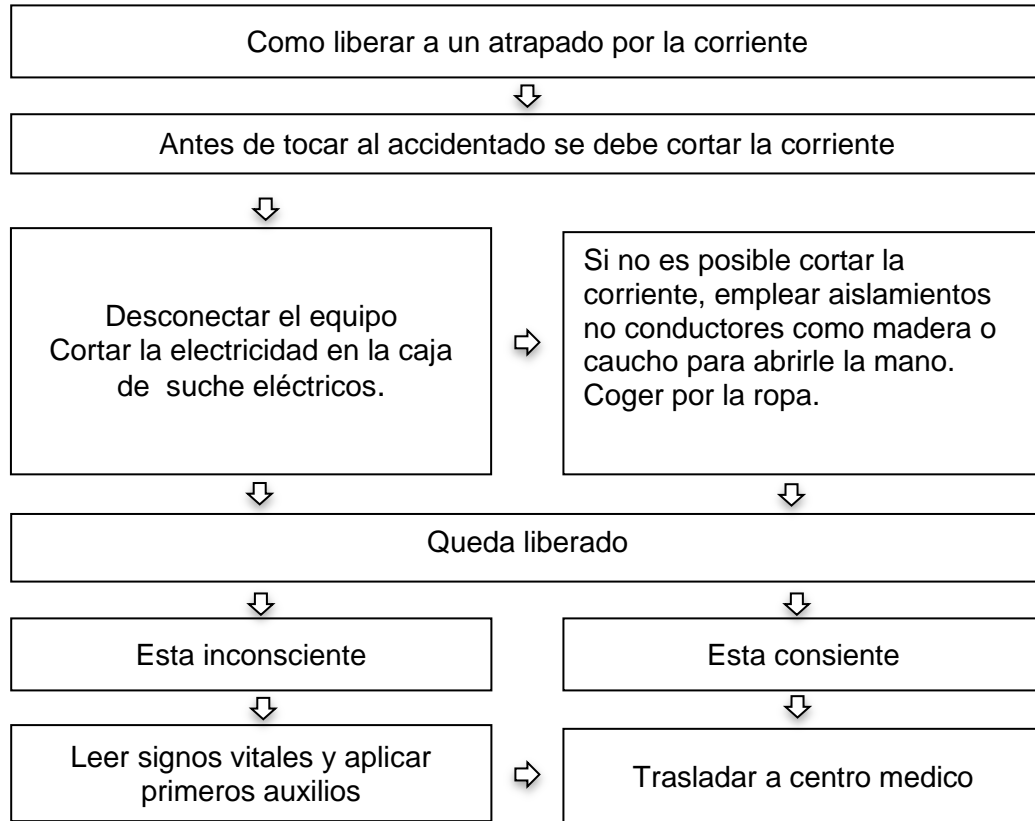 Como liberar a un atrapado por la corriente
Antes de tocar al accidentado se debe cortar la corriente
Desconectar el equipo
Cortar la electricidad en la caja
de suche eléctricos.
Si no es posible cortar la
corriente, emplear aislamientos
no conductores como madera o
caucho para abrirle la mano.
Coger por la ropa.
Queda liberado
Esta inconsciente
Esta consiente
Leer signos vitales y aplicar
primeros auxilios
Trasladar a centro medico